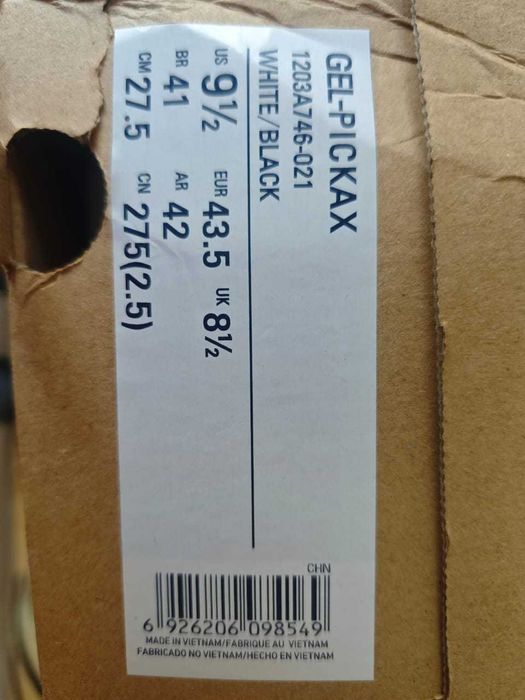 GEL-PICKAX
1203A746-021
WHITE/BLACK
US 9½ EUR 43.5 UK 8½
BR 41 AR 42
CM 27.5 CN 275(2.5)
CHN
6 926206 098549
MADE IN VIETNAM/FABRIQUE AU VIETNAM
FABRICADO NO VIETNAM/HECHO EN VIETNAM